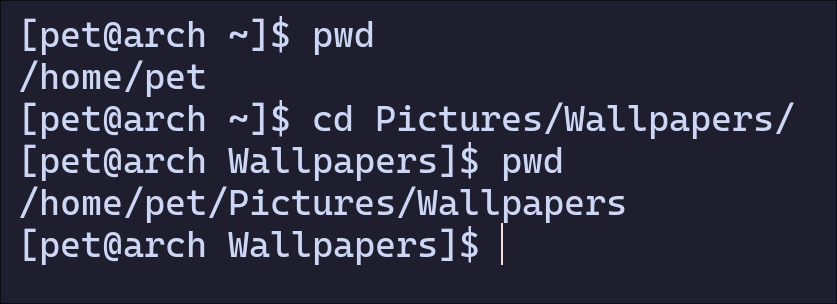 [pet@arch ~]$ pwd
/home/pet
[pet@arch ~]$ cd Pictures/Wallpapers/
[pet@arch Wallpapers]$ pwd
/home/pet/Pictures/Wallpapers
[pet@arch Wallpapers]$